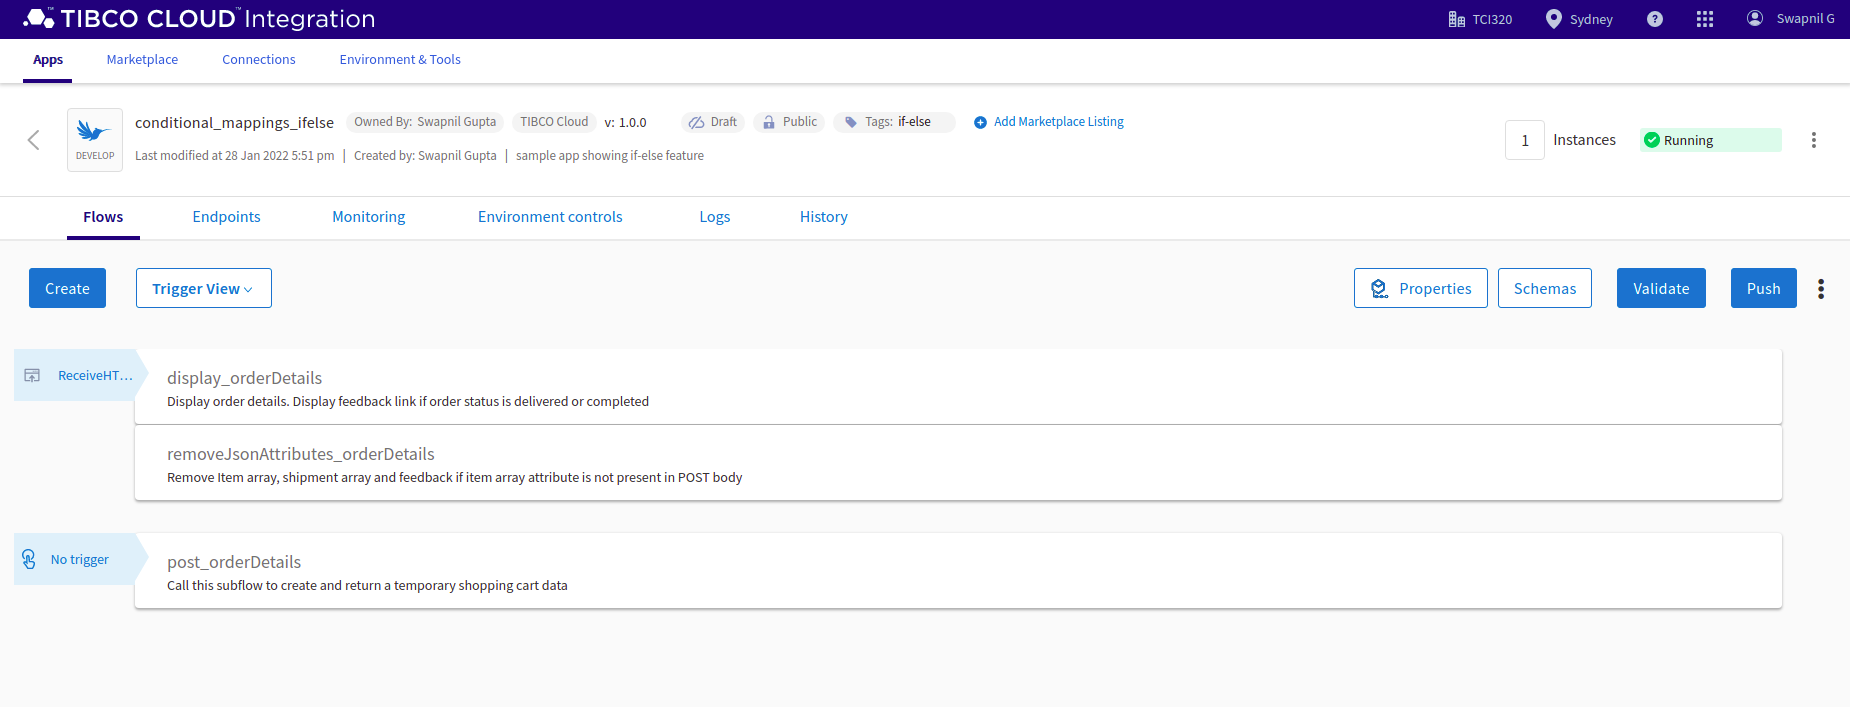 TIBCO CLOUD™ Integration
TCI320
Sydney
Swapnil G
Apps
Marketplace
Connections
Environment & Tools
DEVELOP
conditional_mappings_ifelse
Owned By: Swapnil Gupta
TIBCO Cloud
v: 1.0.0
Draft
Public
Tags: if-else
Add Marketplace Listing
Last modified at 28 Jan 2022 5:51 pm | Created by: Swapnil Gupta | sample app showing if-else feature
1
Instances
Running
Flows
Endpoints
Monitoring
Environment controls
Logs
History
Create
Trigger View
Properties
Schemas
Validate
Push
ReceiveHT...
display_orderDetails
Display order details. Display feedback link if order status is delivered or completed
removeJsonAttributes_orderDetails
Remove Item array, shipment array and feedback if item array attribute is not present in POST body
No trigger
post_orderDetails
Call this subflow to create and return a temporary shopping cart data